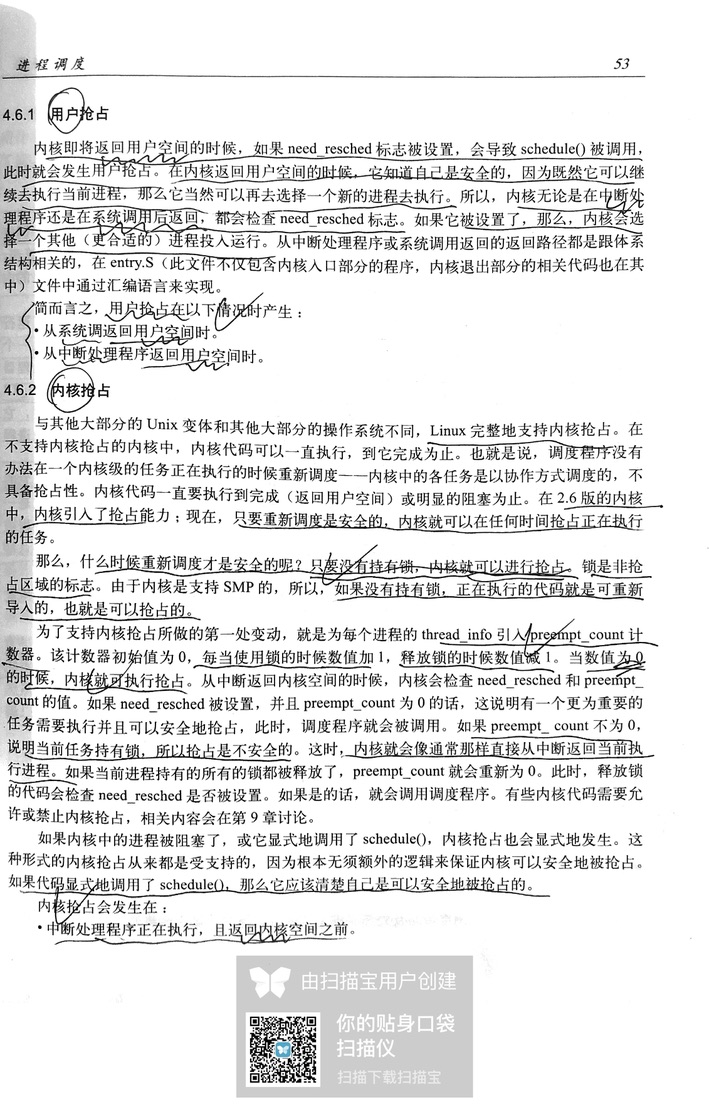 进程调度 53
4.6.1 用户抢占
内核即将返回用户空间的时候，如果 need_resched 标志被设置，会导致 schedule() 被调用，
此时就会发生用户抢占。在内核返回用户空间的时候，它知道自己是安全的，因为既然它可以继
续去执行当前进程，那么它当然可以再去选择一个新的进程去执行。所以，内核无论是在中断处
理程序还是在系统调用后返回，都会检查 need_resched 标志。如果它被设置了，那么，内核会选
择一个其他（更合适的）进程投入运行。从中断处理程序或系统调用返回的返回路径都是跟体系
结构相关的，在 entry.S（此文件不仅包含内核入口部分的程序，内核退出部分的相关代码也在其
中）文件中通过汇编语言来实现。
简而言之，用户抢占在以下情况时产生：
• 从系统调返回用户空间时。
• 从中断处理程序返回用户空间时。
4.6.2 内核抢占
与其他大部分的 Unix 变体和其他大部分的操作系统不同，Linux 完整地支持内核抢占。在
不支持内核抢占的内核中，内核代码可以一直执行，到它完成为止。也就是说，调度程序没有
办法在一个内核级的任务正在执行的时候重新调度——内核中的各任务是以协作方式调度的，不
具备抢占性。内核代码一直要执行到完成（返回用户空间）或明显的阻塞为止。在 2.6 版的内核
中，内核引入了抢占能力；现在，只要重新调度是安全的，内核就可以在任何时间抢占正在执行
的任务。
那么，什么时候重新调度才是安全的呢？只要没有持有锁，内核就可以进行抢占。锁是非抢
占区域的标志。由于内核是支持 SMP 的，所以，如果没有持有锁，正在执行的代码就是可重新
导入的，也就是可以抢占的。
为了支持内核抢占所做的第一处变动，就是为每个进程的 thread_info 引入 preempt_count 计
数器。该计数器初始值为 0，每当使用锁的时候数值加 1，释放锁的时候数值减 1。当数值为 0
的时候，内核就可执行抢占。从中断返回内核空间的时候，内核会检查 need_resched 和 preempt_
count 的值。如果 need_resched 被设置，并且 preempt_count 为 0 的话，这说明有一个更为重要的
任务需要执行并且可以安全地抢占，此时，调度程序就会被调用。如果 preempt_ count 不为 0，
说明当前任务持有锁，所以抢占是不安全的。这时，内核就会像通常那样直接从中断返回当前执
行进程。如果当前进程持有的所有的锁都被释放了，preempt_count 就会重新为 0。此时，释放锁
的代码会检查 need_resched 是否被设置。如果是的话，就会调用调度程序。有些内核代码需要允
许或禁止内核抢占，相关内容会在第 9 章讨论。
如果内核中的进程被阻塞了，或它显式地调用了 schedule()，内核抢占也会显式地发生。这
种形式的内核抢占从来都是受支持的，因为根本无须额外的逻辑来保证内核可以安全地被抢占。
如果代码显式地调用了 schedule()，那么它应该清楚自己是可以安全地被抢占的。
内核抢占会发生在：
• 中断处理程序正在执行，且返回内核空间之前。
由扫描宝用户创建
你的贴身口袋
扫描仪
扫描下载扫描宝